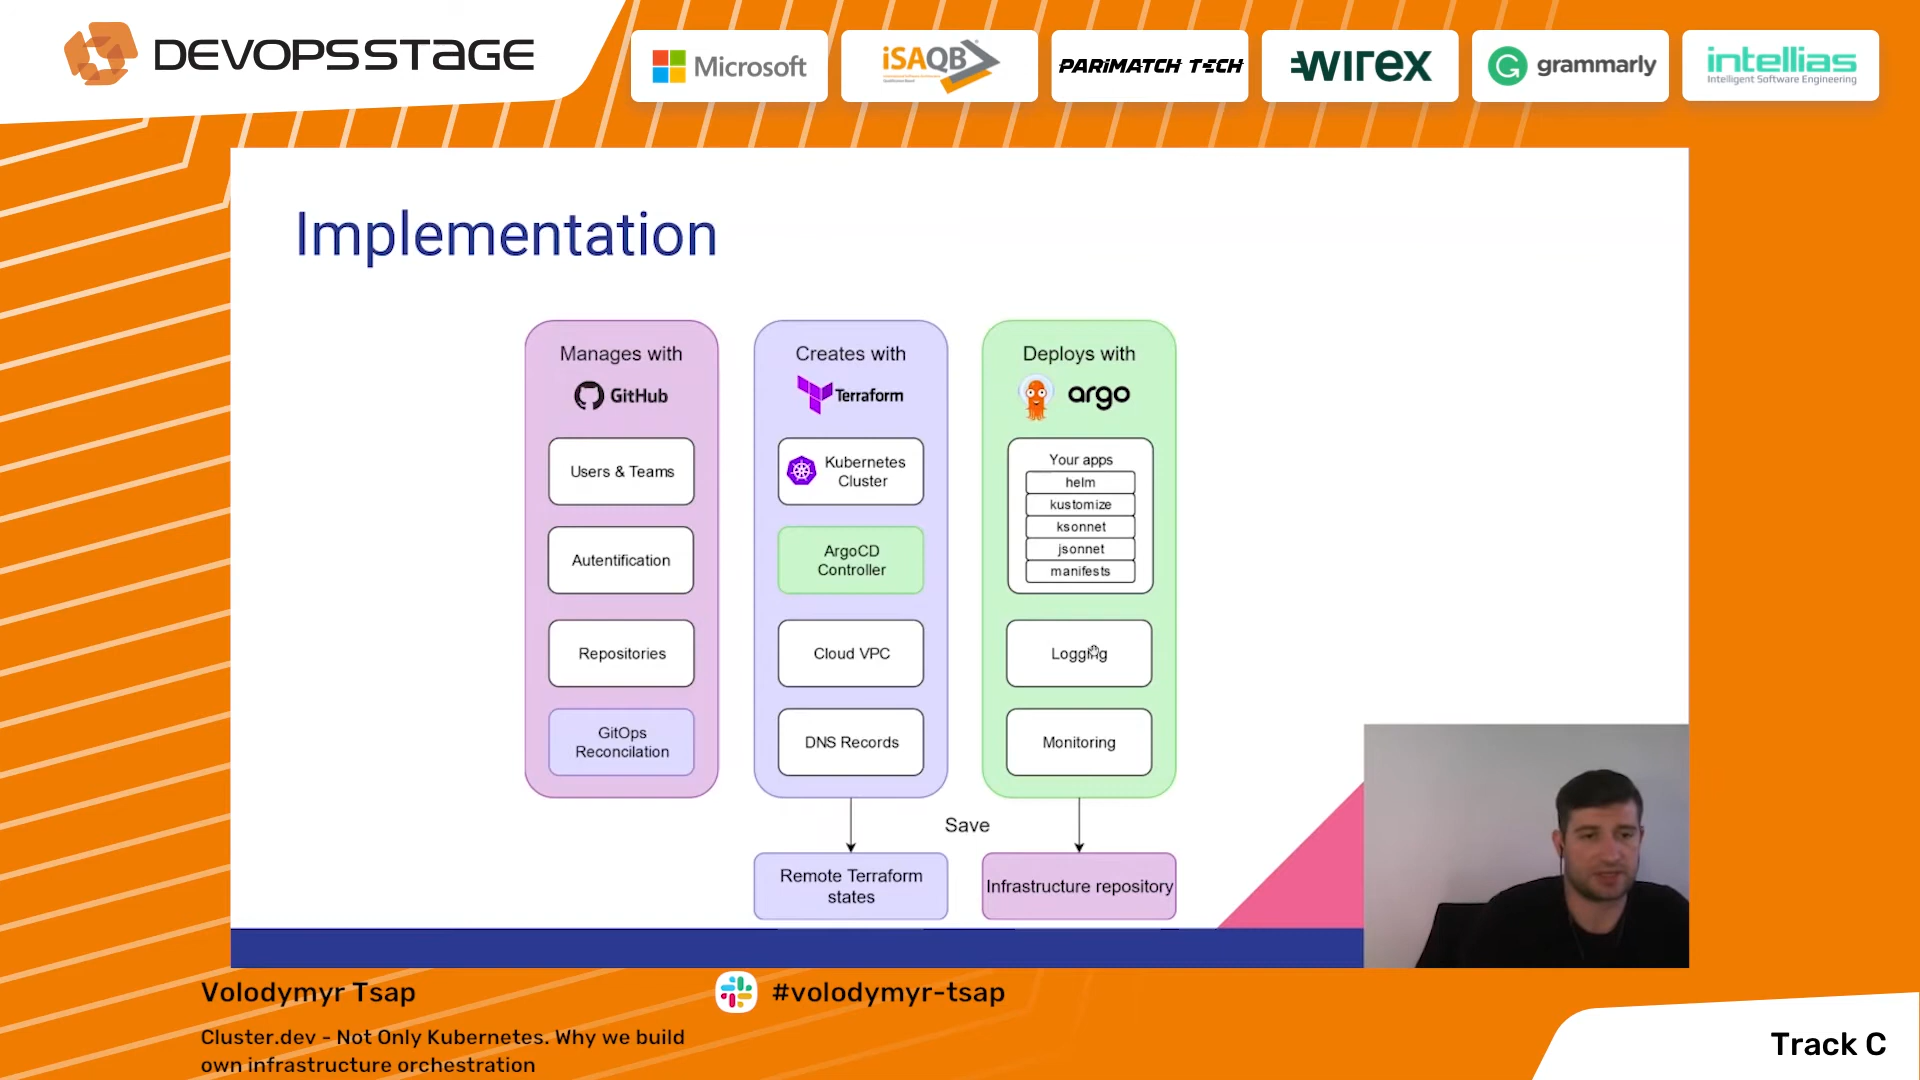 DEVOPSSTAGE
Microsoft
iSAQB
PARIMATCH TECH
WIREX
grammarly
intellias
Intelligent Software Engineering
Implementation
Manages with
GitHub
Users & Teams
Autentification
Repositories
GitOps
Reconcilation
Creates with
Terraform
Kubernetes
Cluster
ArgoCD
Controller
Cloud VPC
DNS Records
Deploys with
argo
Your apps
helm
kustomize
ksonnet
jsonnet
manifests
Logging
Monitoring
Save
Remote Terraform
states
Infrastructure repository
Volodymyr Tsap
#volodymyr-tsap
Cluster.dev - Not Only Kubernetes. Why we build
own infrastructure orchestration
Track C